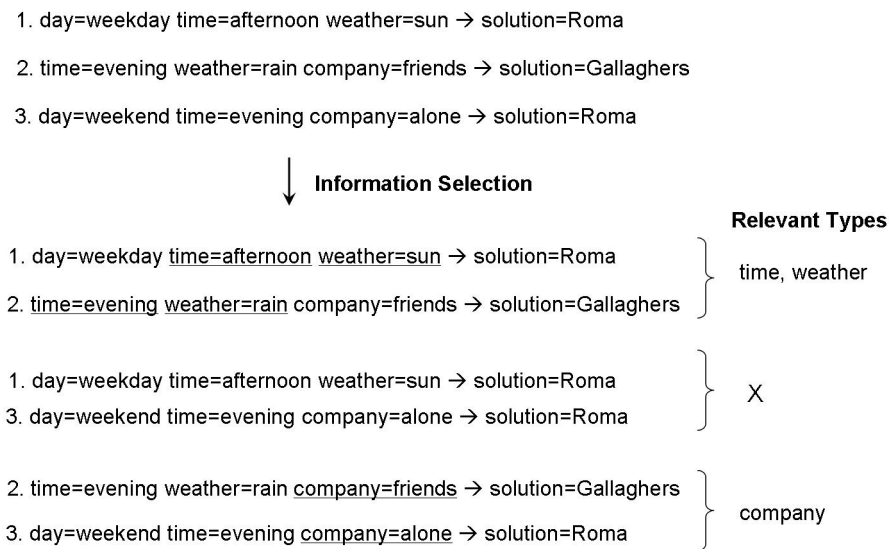 1. day=weekday time=afternoon weather=sun → solution=Roma
2. time=evening weather=rain company=friends → solution=Gallaghers
3. day=weekend time=evening company=alone → solution=Roma
Information Selection
Relevant Types
1. day=weekday time=afternoon weather=sun → solution=Roma
time, weather
2. time=evening weather=rain company=friends → solution=Gallaghers
1. day=weekday time=afternoon weather=sun → solution=Roma
X
3. day=weekend time=evening company=alone → solution=Roma
2. time=evening weather=rain company=friends → solution=Gallaghers
company
3. day=weekend time=evening company=alone → solution=Roma